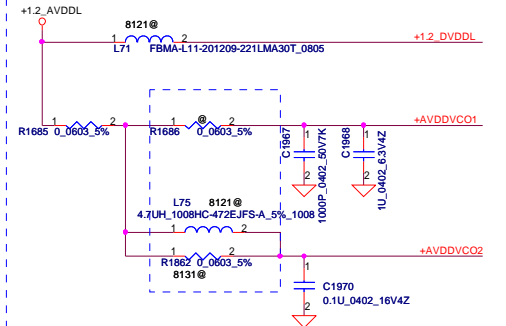 +1.2_AVDDL
8121@
1 2
L71 FBMA-L11-201209-221LMA30T_0805
+1.2_DVDDL
1 2
R1685 0_0603_5%
@
1 2
R1686 0_0603_5%
+AVDDVCO1
1
C1967
2
1000P_0402_50V7K
1
C1968
2
1U_0402_6.3V4Z
L75 8121@
4.7UH_1008HC-472EJFS-A_5%_1008
1 2
1 2
R1862 0_0603_5%
8131@
+AVDDVCO2
1
C1970
0.1U_0402_16V4Z
2